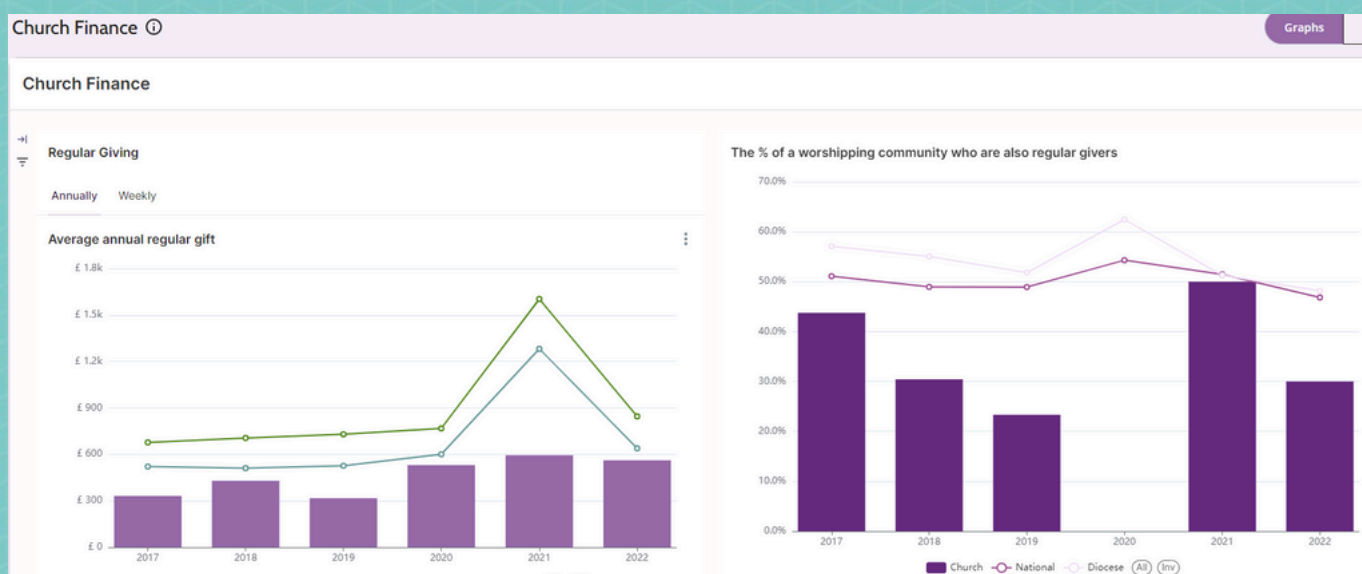 Church Finance
Graphs
Church Finance
Regular Giving
Annually Weekly
Average annual regular gift
£ 1.8k
£ 1.5k
£ 1.2k
£ 900
£ 600
£ 300
£ 0
2017 2018 2019 2020 2021 2022
The % of a worshipping community who are also regular givers
70.0%
60.0%
50.0%
40.0%
30.0%
20.0%
10.0%
0.0%
2017 2018 2019 2020 2021 2022
Church National Diocese All Inv